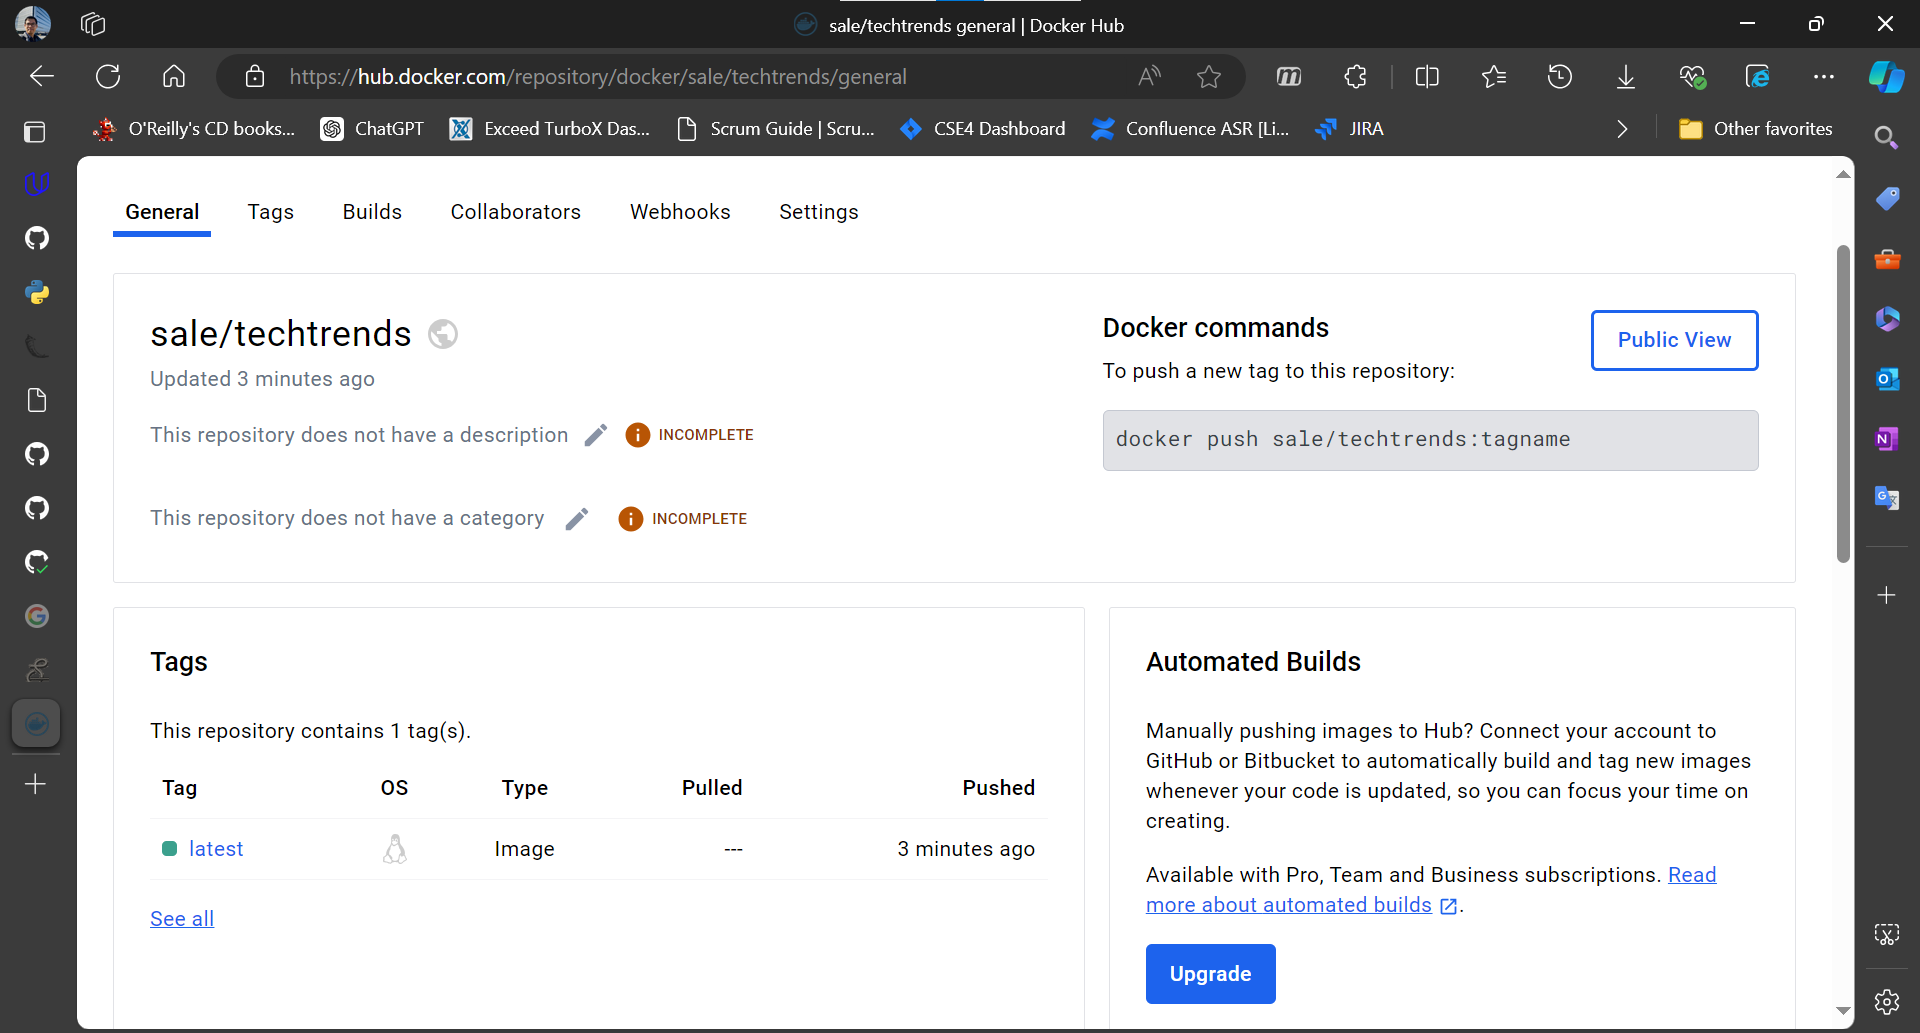 sale/techtrends general | Docker Hub
https://hub.docker.com/repository/docker/sale/techtrends/general
O'Reilly's CD books...
ChatGPT
Exceed TurboX Das...
Scrum Guide | Scru...
CSE4 Dashboard
Confluence ASR [Li...
JIRA
Other favorites
General
Tags
Builds
Collaborators
Webhooks
Settings
sale/techtrends
Updated 3 minutes ago
This repository does not have a description
INCOMPLETE
This repository does not have a category
INCOMPLETE
Docker commands
Public View
To push a new tag to this repository:
docker push sale/techtrends:tagname
Tags
This repository contains 1 tag(s).
Tag OS Type Pulled Pushed
latest Image --- 3 minutes ago
See all
Automated Builds
Manually pushing images to Hub? Connect your account to
GitHub or Bitbucket to automatically build and tag new images
whenever your code is updated, so you can focus your time on
creating.
Available with Pro, Team and Business subscriptions. Read
more about automated builds .
Upgrade